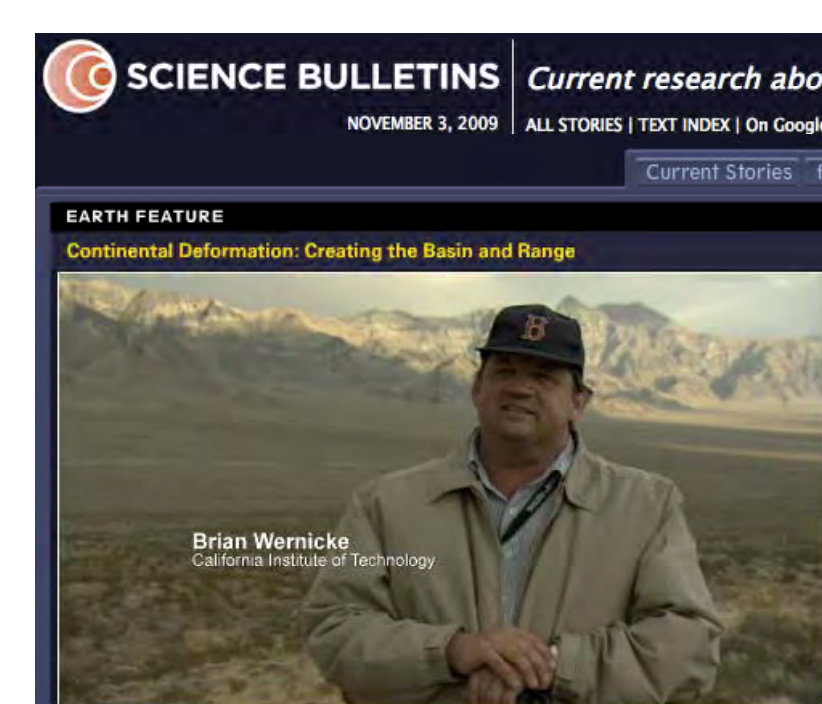 SCIENCE BULLETINS
Current research abo
NOVEMBER 3, 2009
ALL STORIES | TEXT INDEX | On Google
Current Stories f
EARTH FEATURE
Continental Deformation: Creating the Basin and Range
B
Brian Wernicke
California Institute of Technology